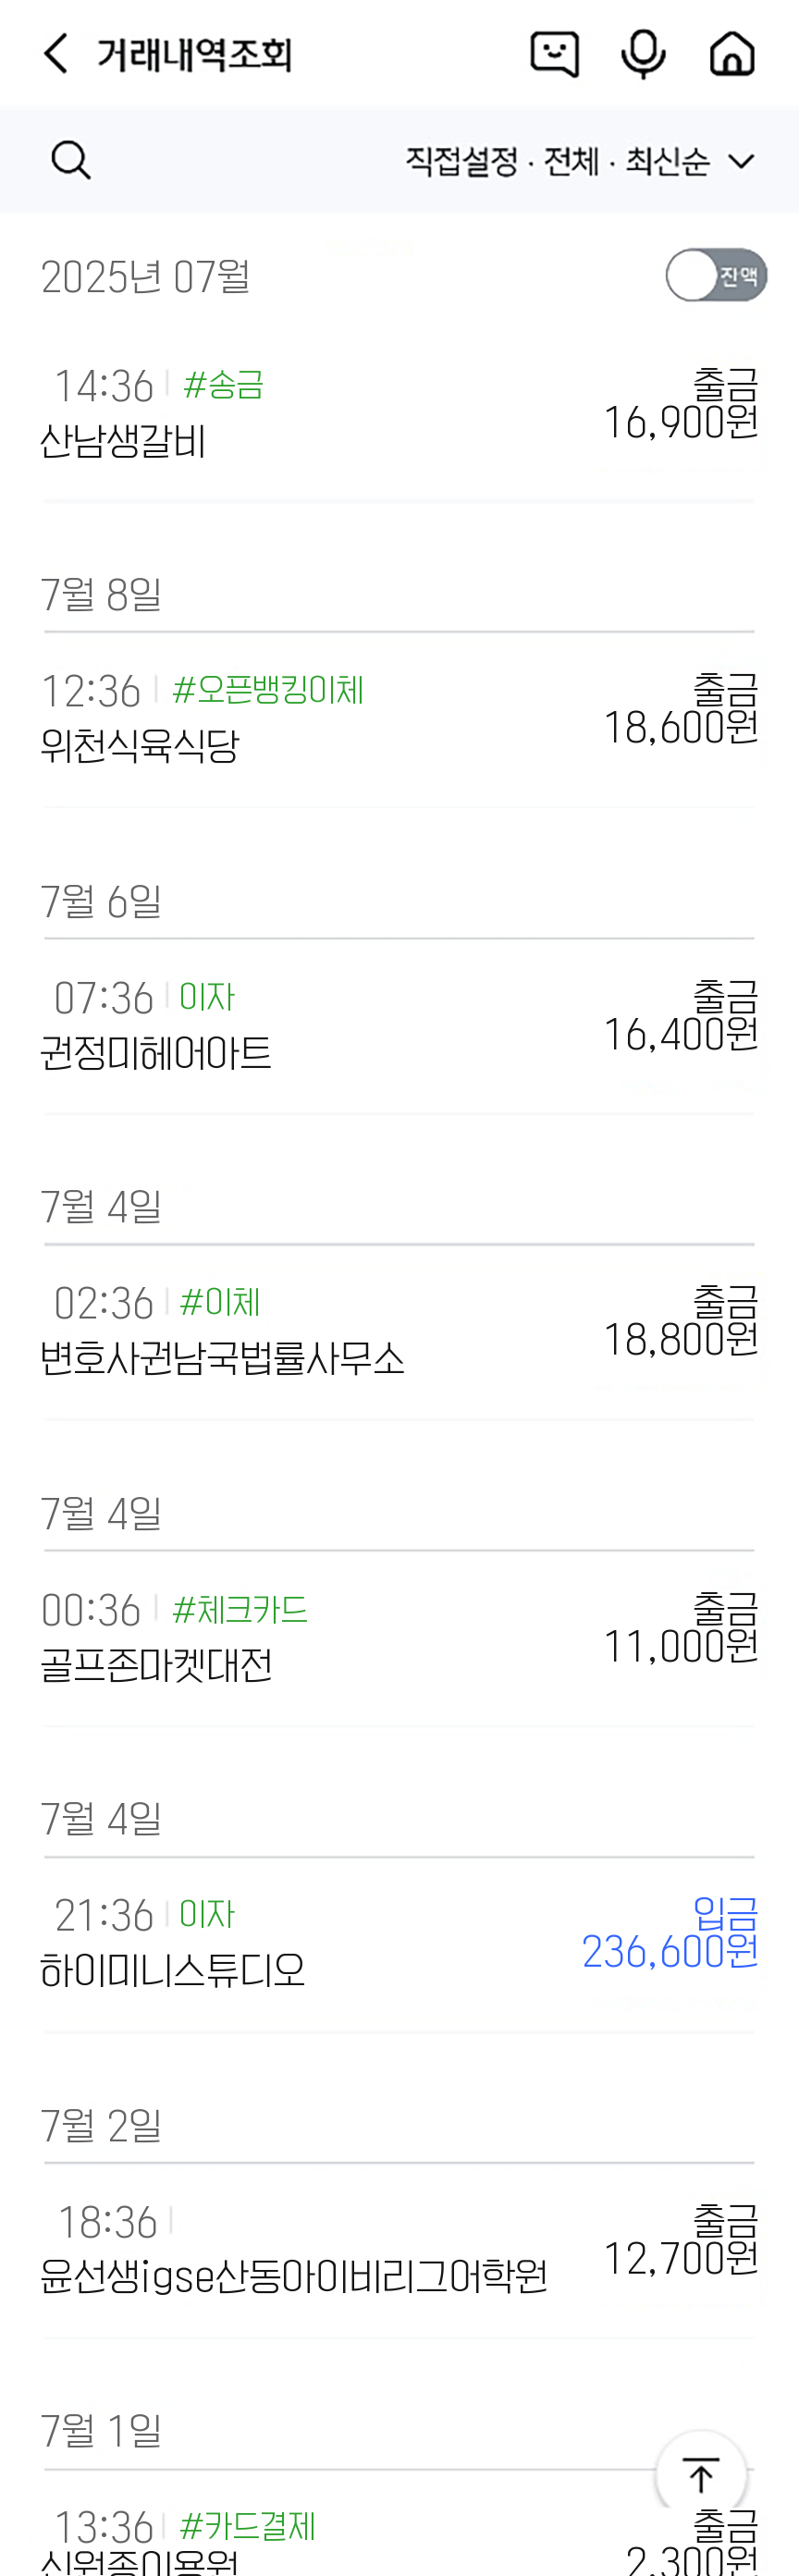 거래내역조회
직접설정 · 전체 · 최신순
2025년 07월
잔액
14:36 #송금
출금
산남생갈비
16,900원
7월 8일
12:36 #오픈뱅킹이체
출금
위천식육식당
18,600원
7월 6일
07:36 이자
출금
권정미헤어아트
16,400원
7월 4일
02:36 #이체
출금
변호사권남국법률사무소
18,800원
7월 4일
00:36 #체크카드
출금
골프존마켓대전
11,000원
7월 4일
21:36 이자
입금
하이미니스튜디오
236,600원
7월 2일
18:36
출금
윤선생igse산동아이비리그어학원
12,700원
7월 1일
13:36 #카드결제
출금
2,300원